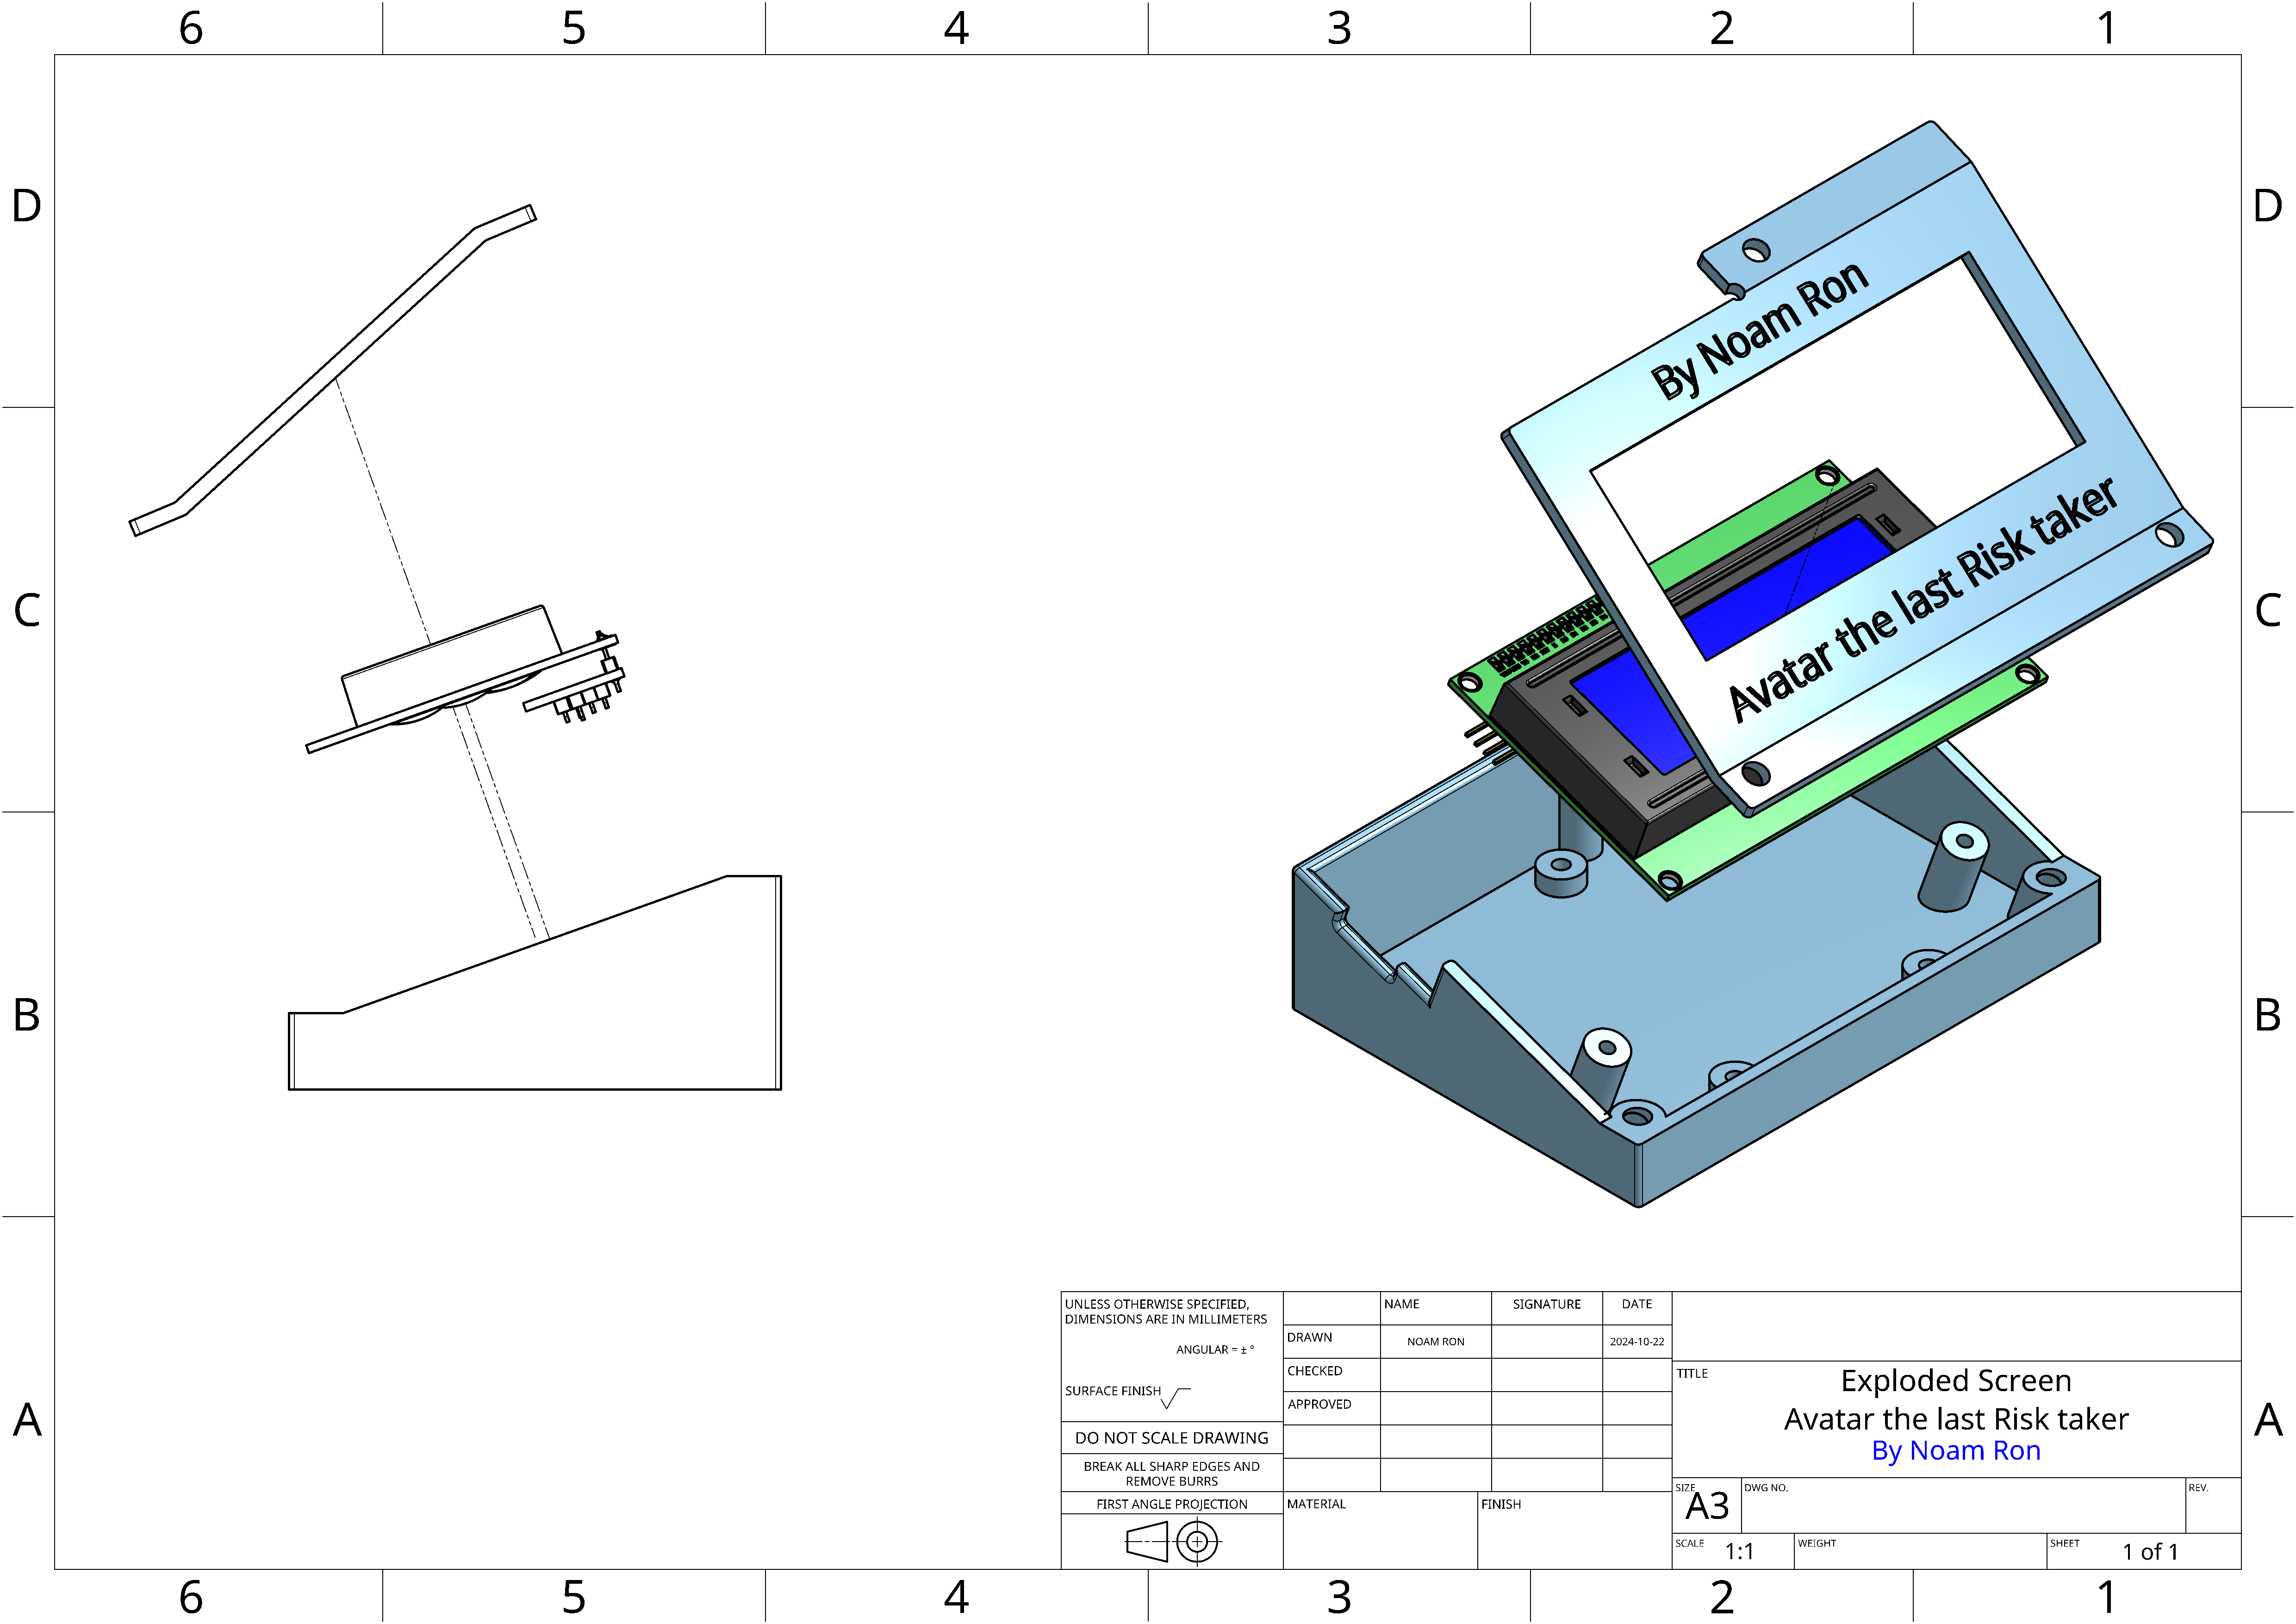 6 5 4 3 2 1
D D
C C
B B
A A
By Noam Ron
Avatar the last Risk taker
UNLESS OTHERWISE SPECIFIED,
DIMENSIONS ARE IN MILLIMETERS
ANGULAR = ± °
SURFACE FINISH
DO NOT SCALE DRAWING
BREAK ALL SHARP EDGES AND
REMOVE BURRS
FIRST ANGLE PROJECTION
NAME SIGNATURE DATE
DRAWN NOAM RON 2024-10-22
CHECKED
APPROVED
MATERIAL FINISH
TITLE
Exploded Screen
Avatar the last Risk taker
By Noam Ron
SIZE
A3
DWG NO.
REV.
SCALE 1:1
WEIGHT
SHEET 1 of 1
6 5 4 3 2 1